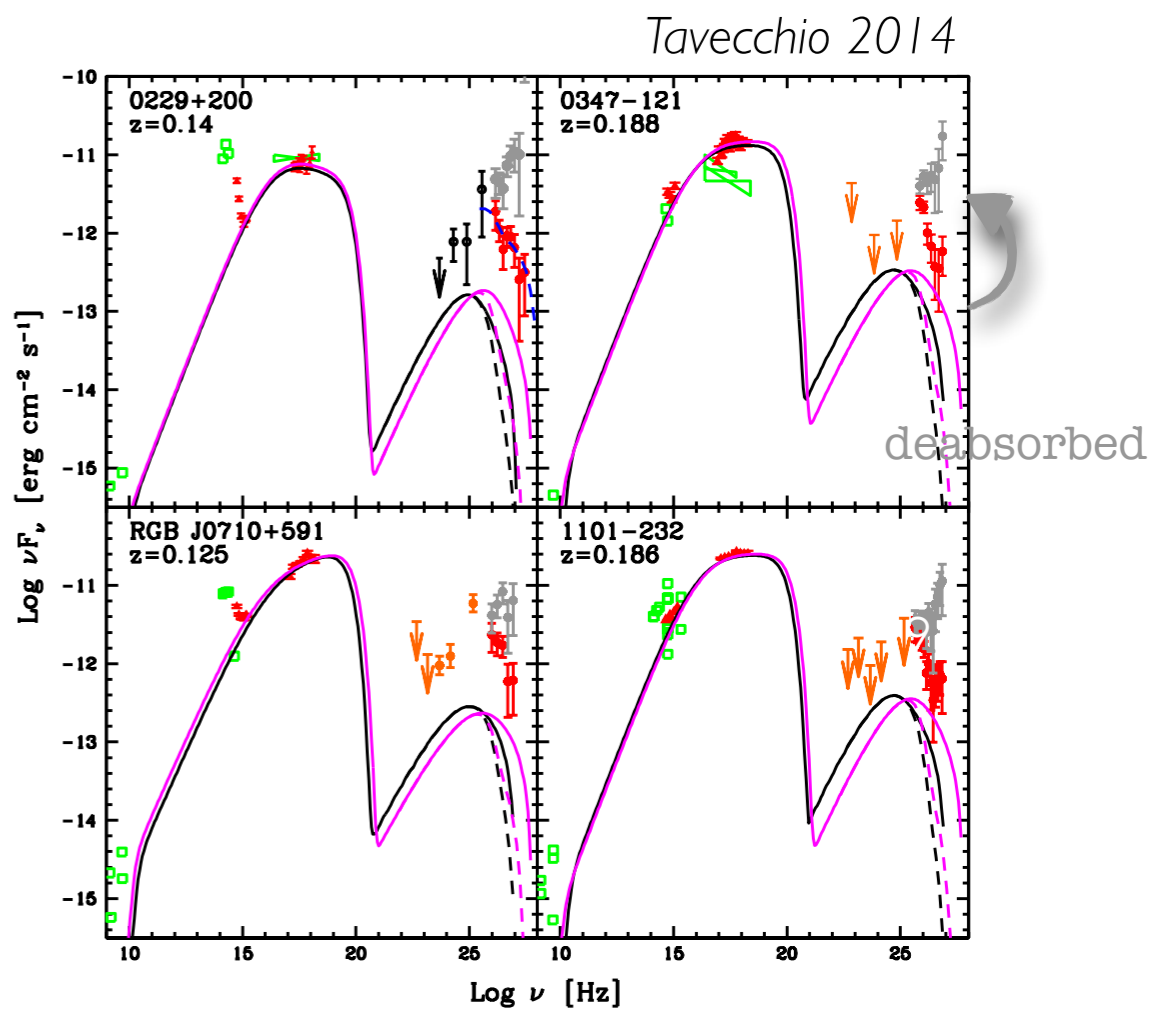 Tavecchio 2014
-10
-11
-12
-13
-14
-15
-11
-12
-13
-14
-15
Log νFν [erg cm−2 s−1]
0229+200
z=0.14
0347−121
z=0.188
deabsorbed
RGB J0710+591
z=0.125
1101−232
z=0.186
10 15 20 25 10 15 20 25
Log ν [Hz]